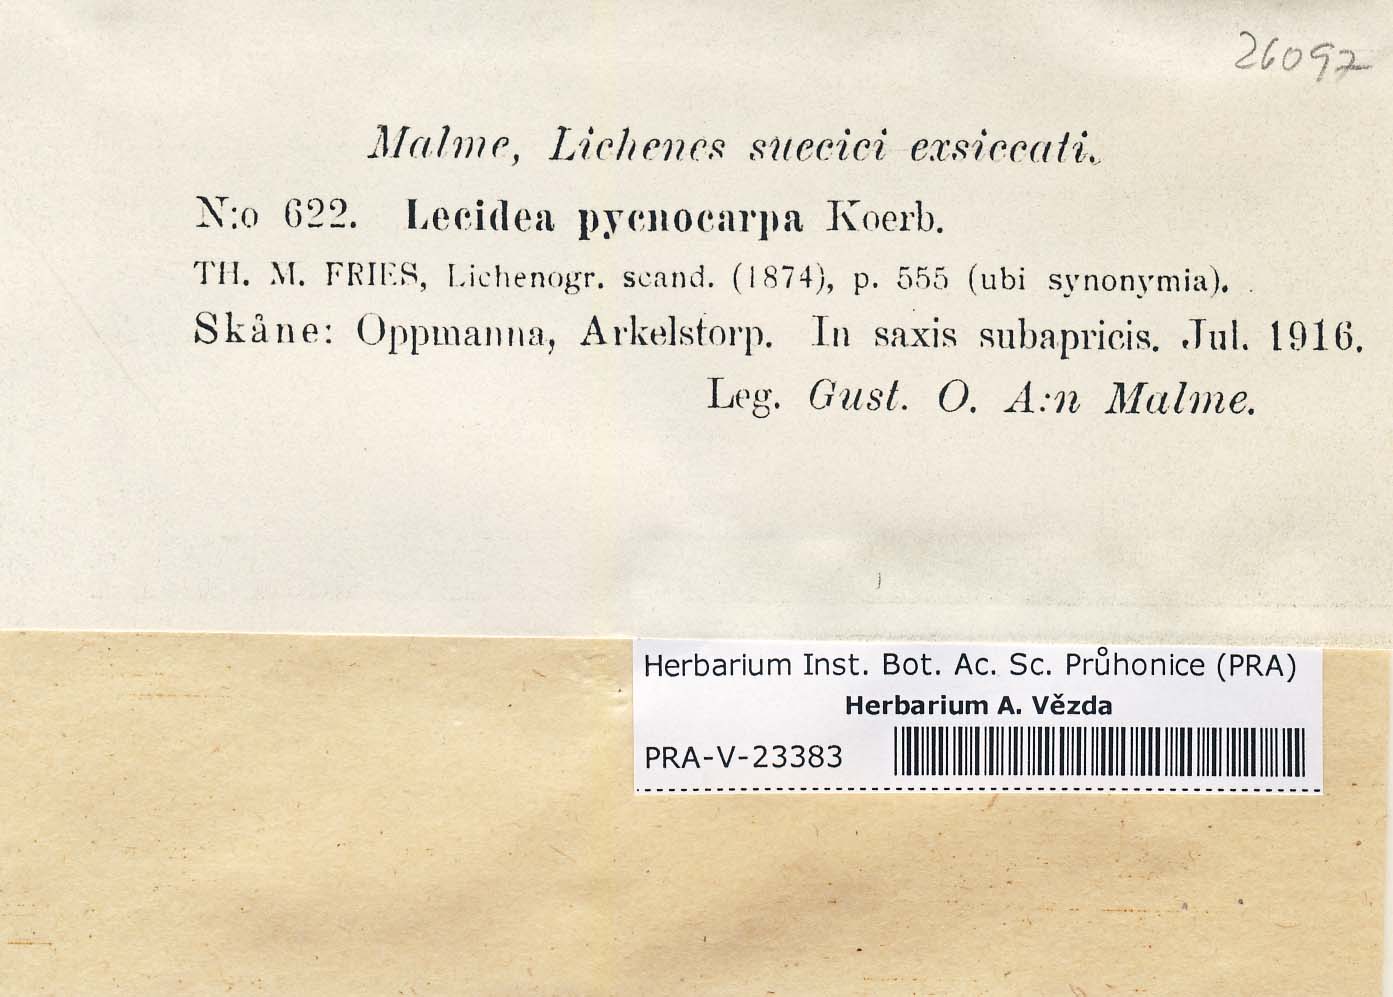 26097
Malme, Lichenes suecici exsiccati.
N:o 622. Lecidea pycnocarpa Koerb.
TH. M. FRIES, Lichenogr. scand. (1874), p. 555 (ubi synonymia).
Skåne: Oppmanna, Arkelstorp. In saxis subapricis. Jul. 1916.
Leg. Gust. O. A:n Malme.
Herbarium Inst. Bot. Ac. Sc. Průhonice (PRA)
Herbarium A. Vězda
PRA-V-23383